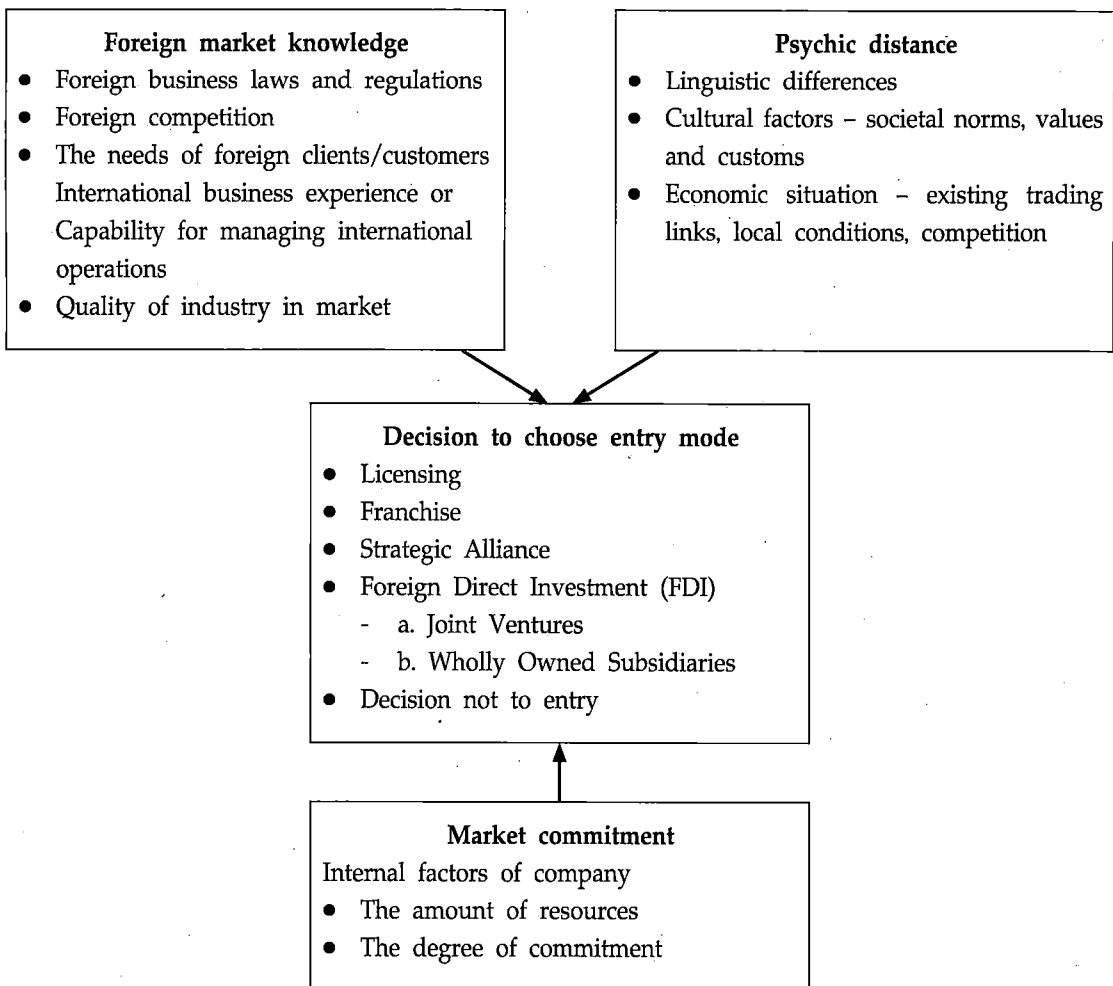 Foreign market knowledge
● Foreign business laws and regulations
● Foreign competition
● The needs of foreign clients/customers
International business experience or
Capability for managing international
operations
● Quality of industry in market
Psychic distance
● Linguistic differences
● Cultural factors – societal norms, values
and customs
● Economic situation – existing trading
links, local conditions, competition
Decision to choose entry mode
● Licensing
● Franchise
● Strategic Alliance
● Foreign Direct Investment (FDI)
- a. Joint Ventures
- b. Wholly Owned Subsidiaries
● Decision not to entry
Market commitment
Internal factors of company
● The amount of resources
● The degree of commitment